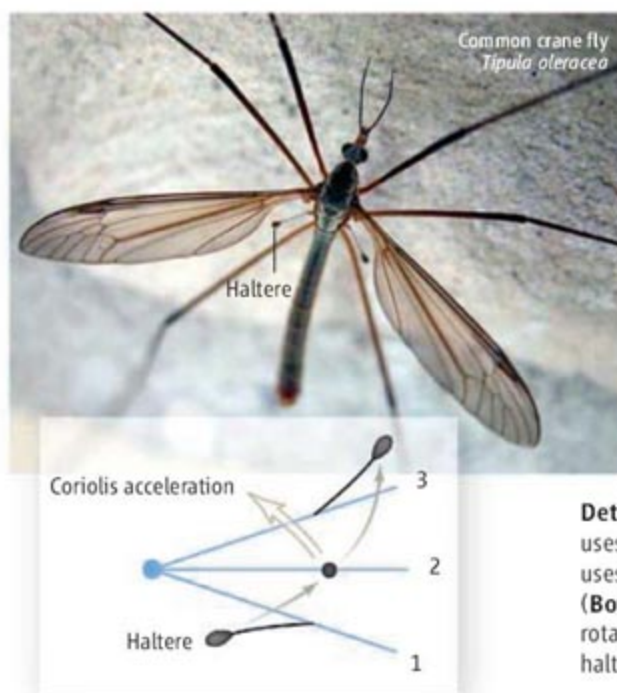 Common crane fly
Tipula oleracea
Haltere
Coriolis acceleration
3
2
Haltere
1
Det
uses
uses
(Bo
rota
halt